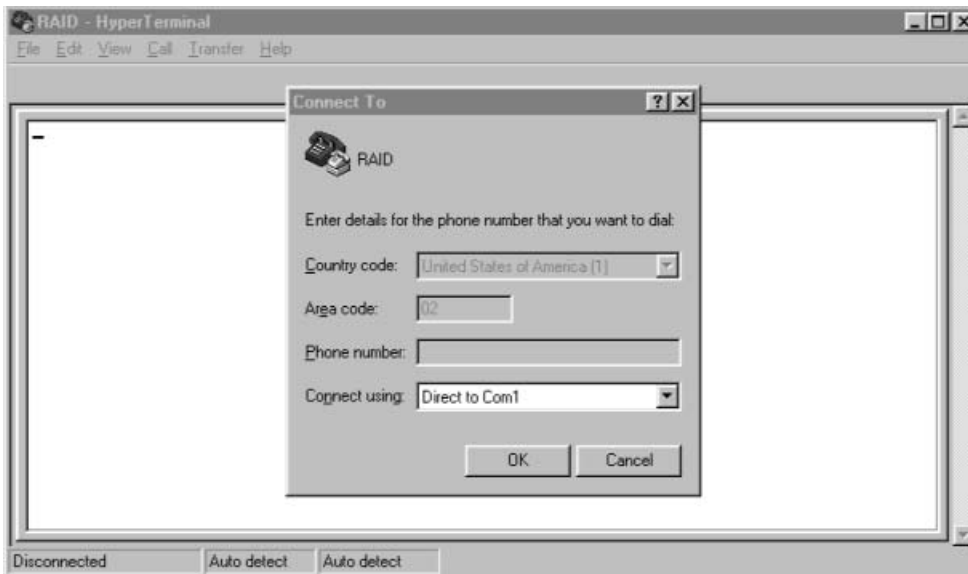 RAID - HyperTerminal
File Edit View Call Transfer Help
Connect To
RAID
Enter details for the phone number that you want to dial:
Country code: United States of America (1)
Area code: 02
Phone number:
Connect using: Direct to Com1
OK Cancel
Disconnected Auto detect Auto detect